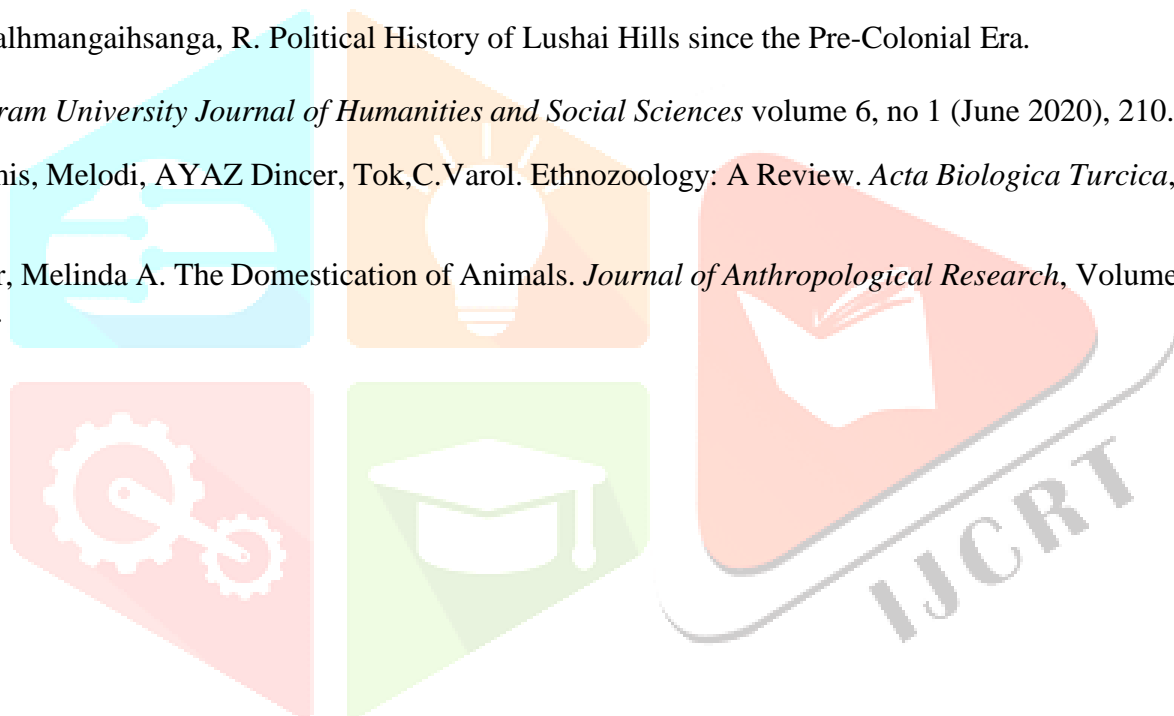 alhmangaihsanga, R. Political History of Lushai Hills since the Pre-Colonial Era.
ram University Journal of Humanities and Social Sciences volume 6, no 1 (June 2020), 210.
nis, Melodi, AYAZ Dincer, Tok,C.Varol. Ethnozoology: A Review. Acta Biologica Turcica,
r, Melinda A. The Domestication of Animals. Journal of Anthropological Research, Volume
IJCRT